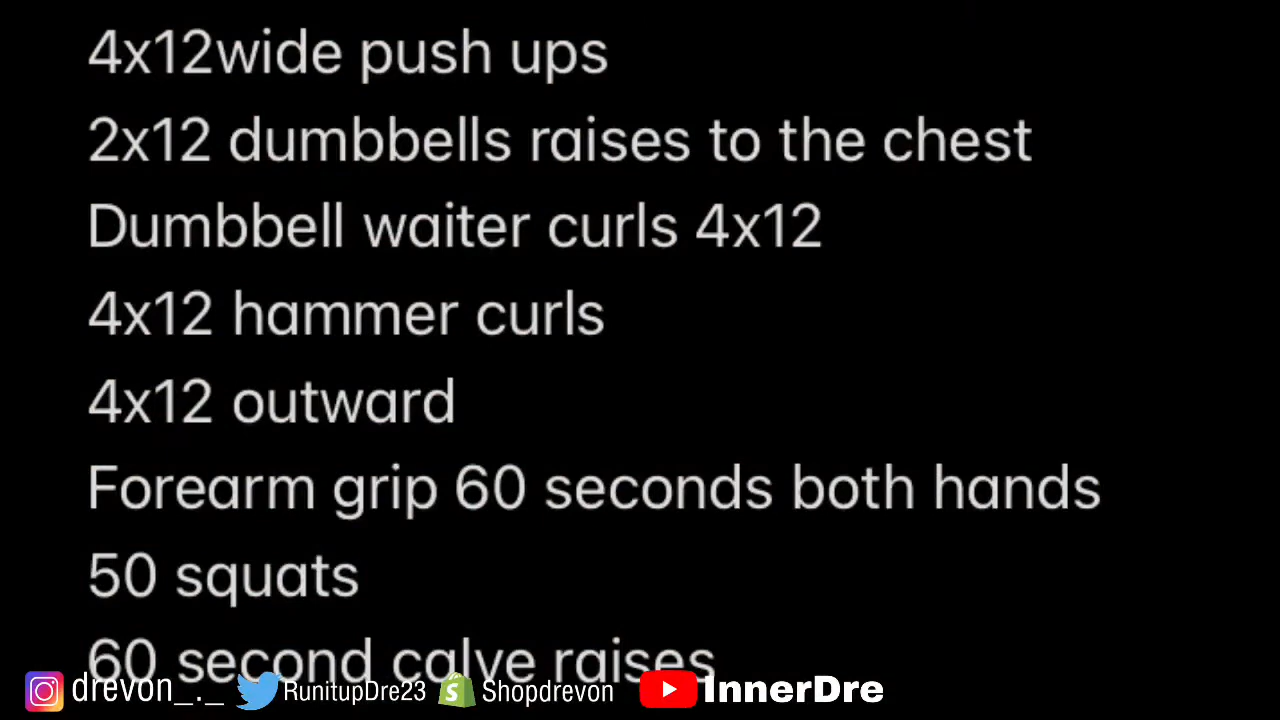 4x12wide push ups
2x12 dumbbells raises to the chest
Dumbbell waiter curls 4x12
4x12 hammer curls
4x12 outward
Forearm grip 60 seconds both hands
50 squats
60 second calve raises
drevon_._ RunitupDre23 Shopdrevon InnerDre